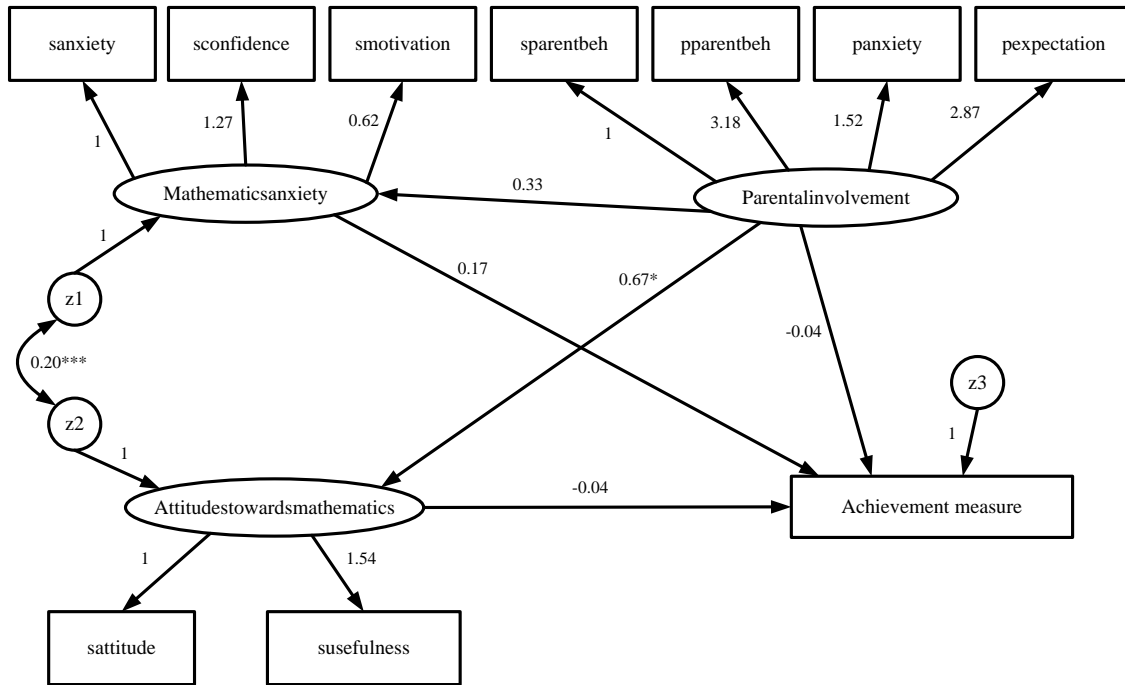 sanxiety
sconfidence
smotivation
sparentbeh
pparentbeh
panxiety
pexpectation
1
1.27
0.62
1
3.18
1.52
2.87
Mathematicsanxiety
0.33
Parentalinvolvement
1
0.17
0.67*
z1
-0.04
0.20***
z3
z2
1
1
Attitudestowardsmathematics
-0.04
Achievement measure
1
1.54
sattitude
susefulness